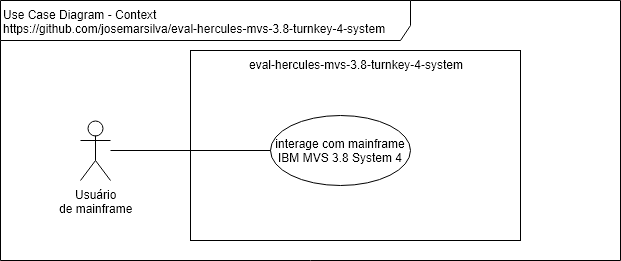 Use Case Diagram - Context
https://github.com/josemarsilva/eval-hercules-mvs-3.8-turnkey-4-system
eval-hercules-mvs-3.8-turnkey-4-system
interage com mainframe
IBM MVS 3.8 System 4
Usuário
de mainframe